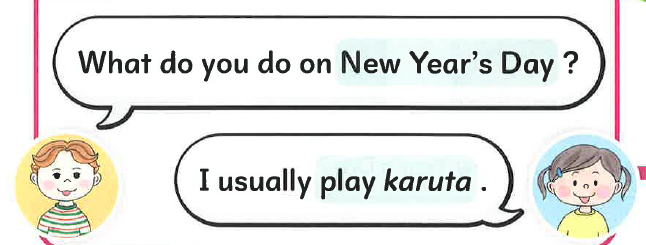 What do you do on New Year's Day ?
I usually play karuta .